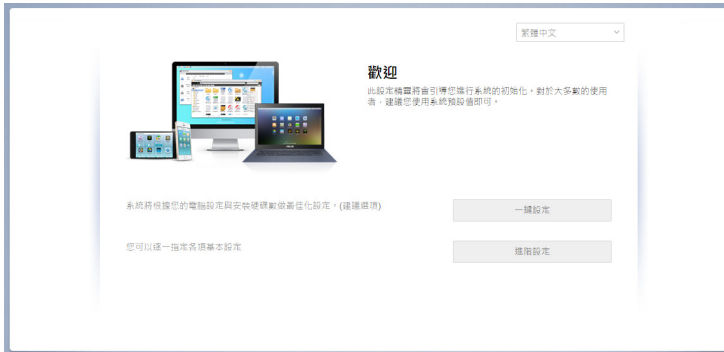 繁體中文
歡迎
此設定精靈將會引導您進行系統的初始化。對於大多數的使用
者，建議您使用系統預設值即可。
系統將根據您的電腦設定與安裝硬碟數做最佳化設定。(建議選項)
一鍵設定
您可以逐一指定各項基本設定
進階設定